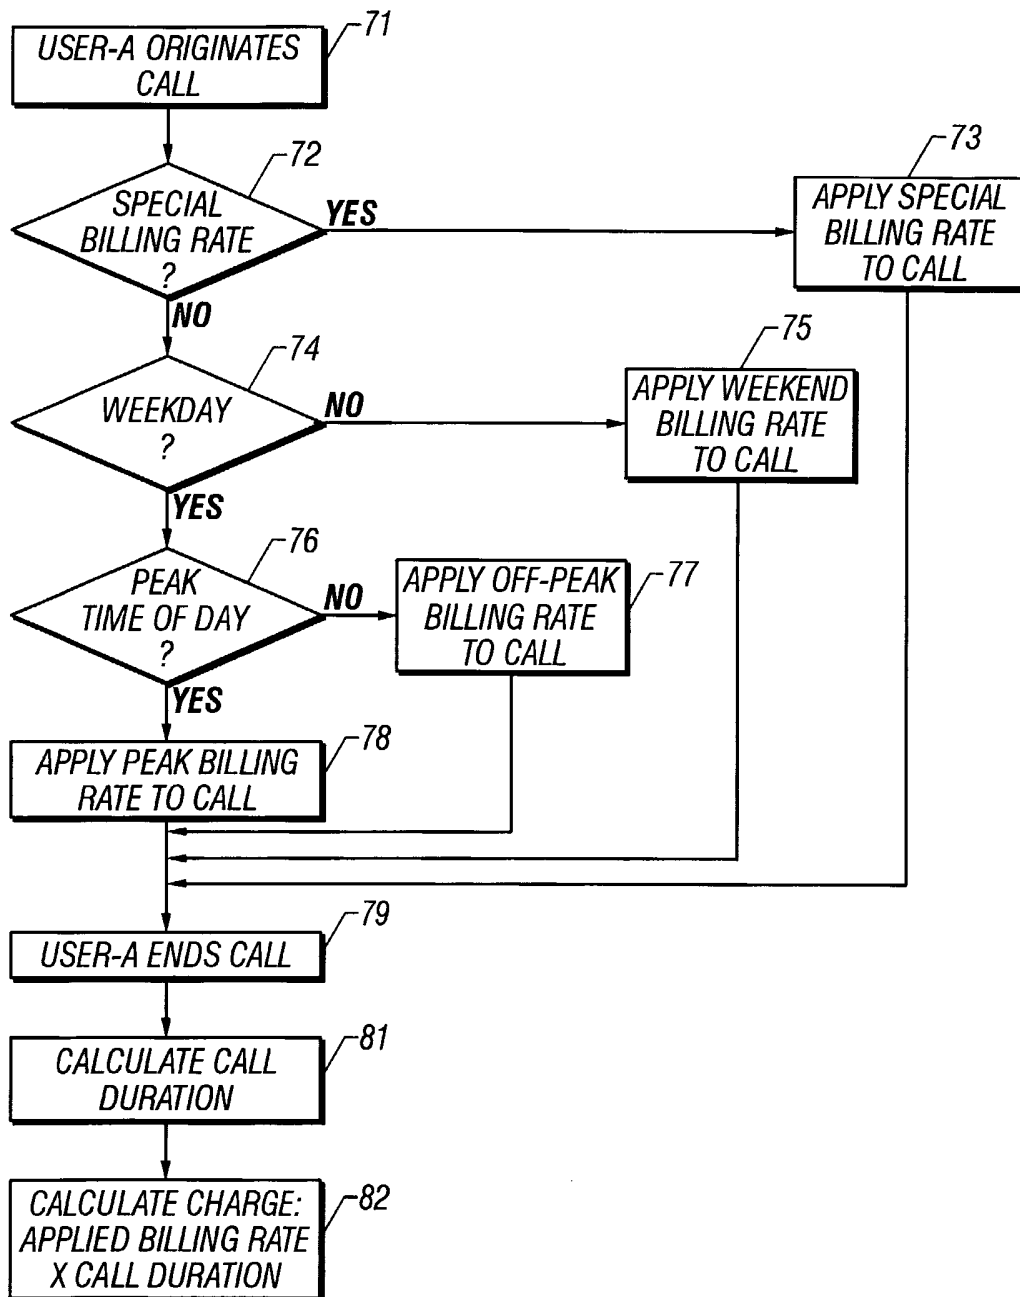 71
USER-A ORIGINATES
CALL
72
SPECIAL
BILLING RATE
?
YES
73
APPLY SPECIAL
BILLING RATE
TO CALL
NO
74
WEEKDAY
?
NO
75
APPLY WEEKEND
BILLING RATE
TO CALL
YES
76
PEAK
TIME OF DAY
?
NO
APPLY OFF-PEAK
BILLING RATE
TO CALL
77
YES
78
APPLY PEAK BILLING
RATE TO CALL
79
USER-A ENDS CALL
81
CALCULATE CALL
DURATION
82
CALCULATE CHARGE:
APPLIED BILLING RATE
X CALL DURATION